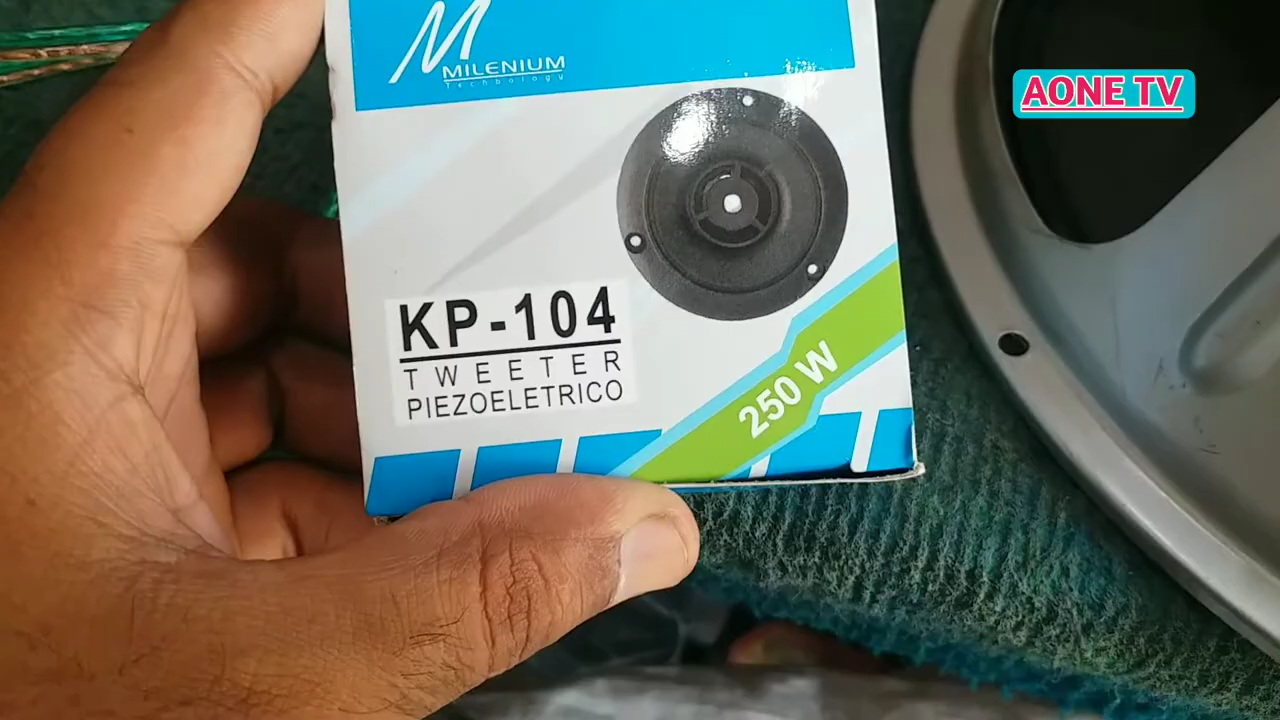 MILENIUM
Technology
AONE TV
KP-104
TWEETER
PIEZOELETRICO
250 W